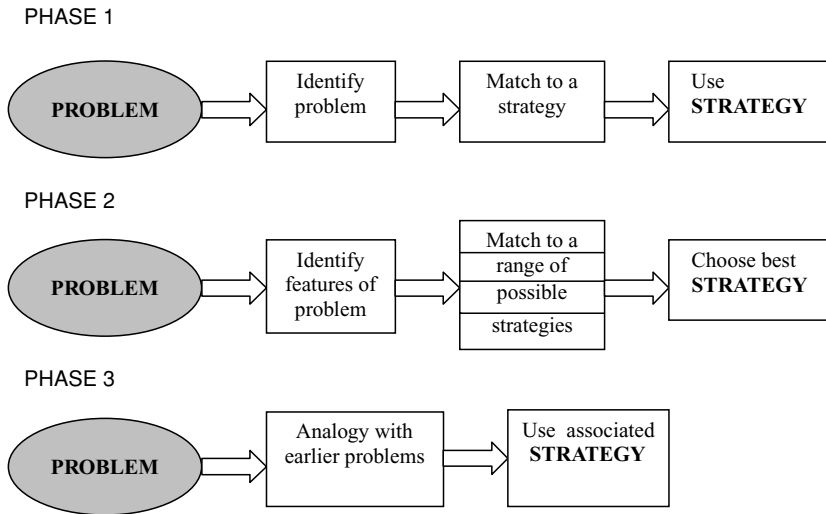 PHASE 1
PROBLEM
Identify
problem
Match to a
strategy
Use
STRATEGY
PHASE 2
PROBLEM
Identify
features of
problem
Match to a
range of
possible
strategies
Choose best
STRATEGY
PHASE 3
PROBLEM
Analogy with
earlier problems
Use associated
STRATEGY